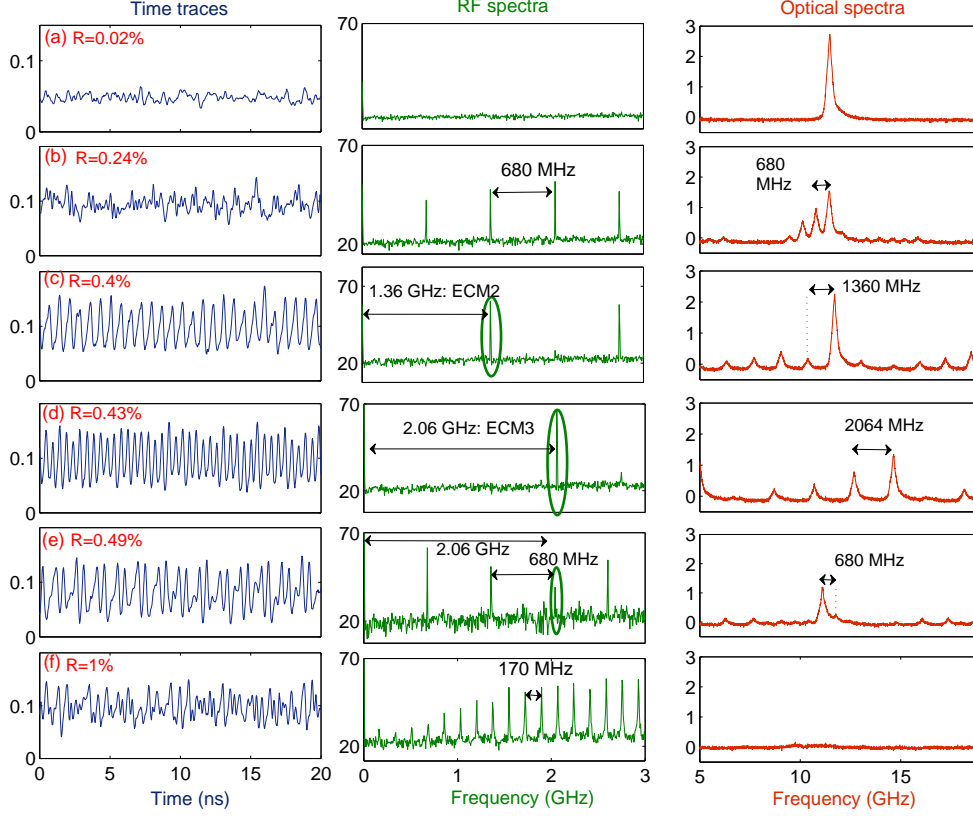 Time traces
RF spectra
Optical spectra
(a) R=0.02%
0.1
0
70
3
2
1
0
(b) R=0.24%
0.1
0
680 MHz
70
20
680
MHz
3
2
1
0
(c) R=0.4%
0.1
0
1.36 GHz: ECM2
70
20
1360 MHz
3
2
1
0
(d) R=0.43%
0.1
0
2.06 GHz: ECM3
70
20
2064 MHz
3
2
1
0
(e) R=0.49%
0.1
0
2.06 GHz
680 MHz
70
20
680 MHz
3
2
1
0
(f) R=1%
0.1
0
170 MHz
70
20
3
2
1
0
0 5 10 15 20
0 1 2 3
5 10 15
Time (ns)
Frequency (GHz)
Frequency (GHz)